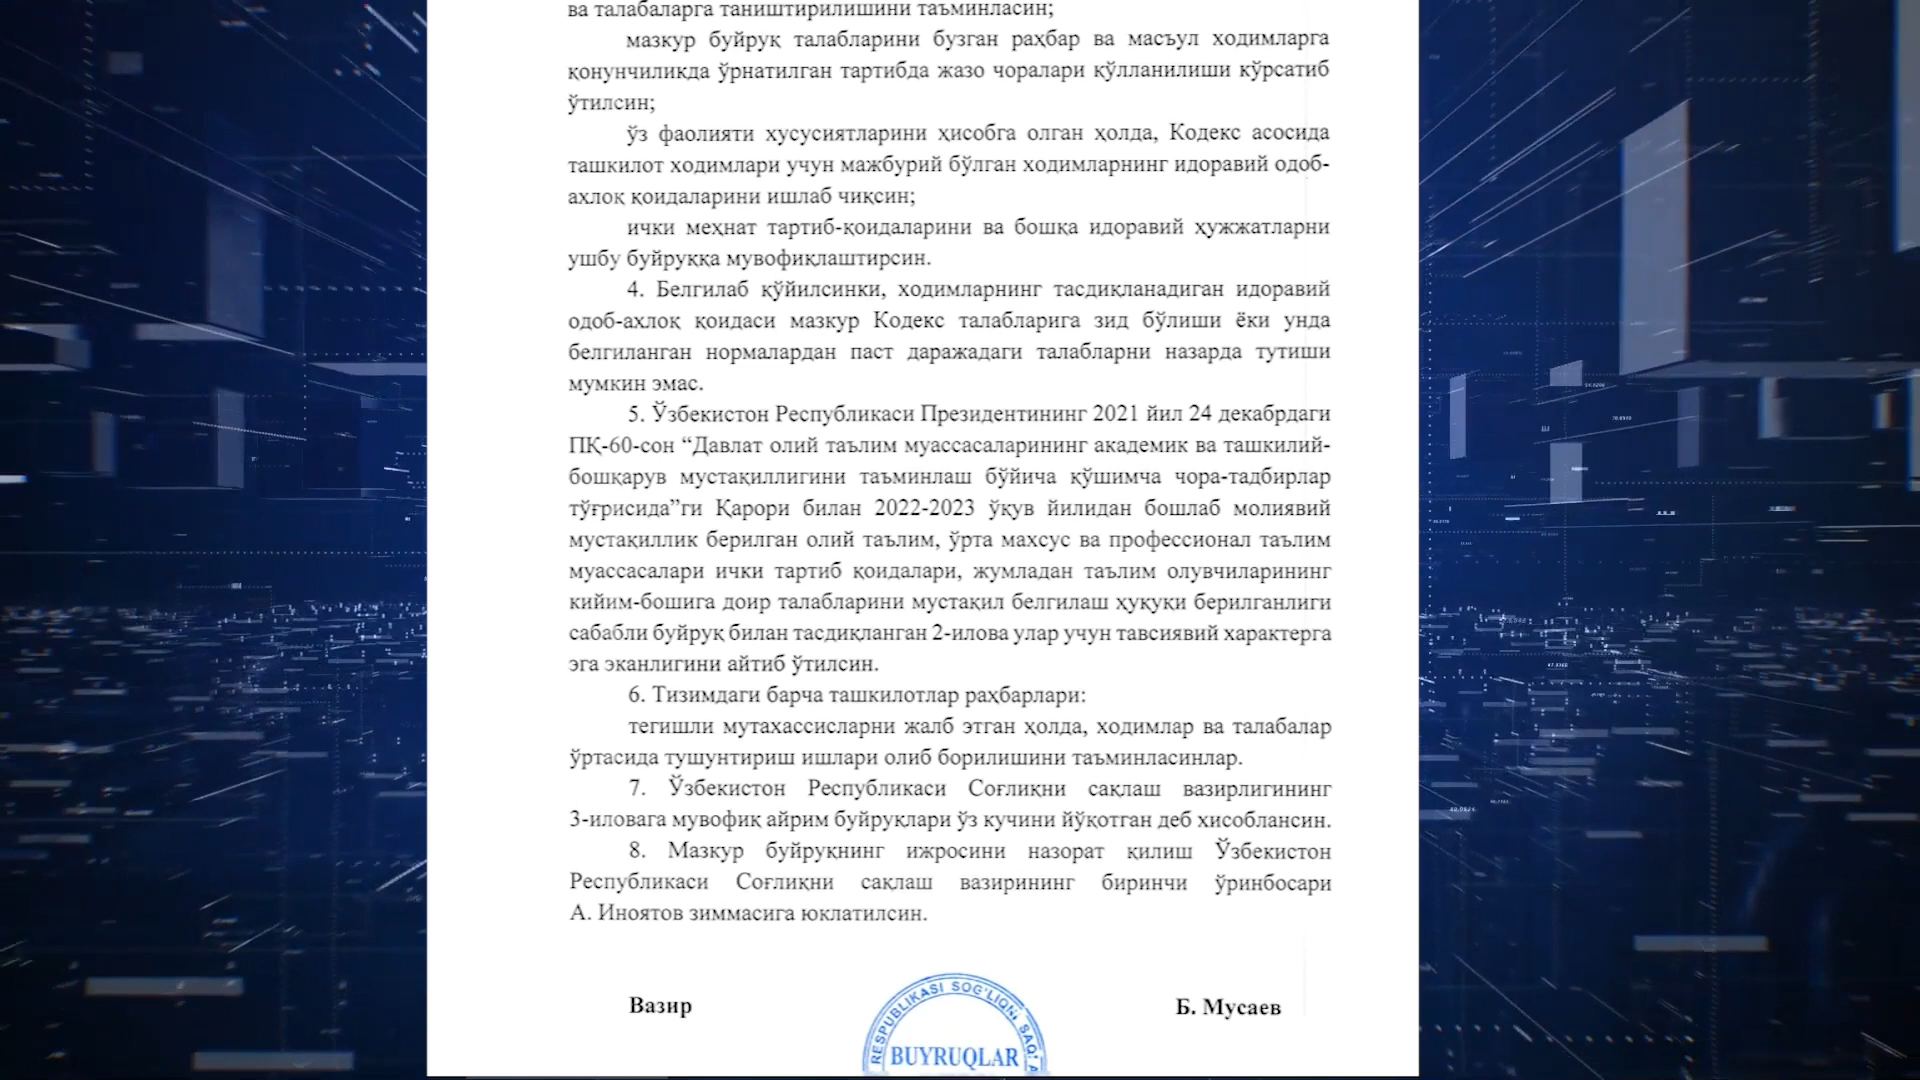 ва талабаларга таништирилишини таъминласин;
мазкур буйруқ талабларини бузган раҳбар ва масъул ходимларга
қонунчиликда ўрнатилган тартибда жазо чоралари қўлланилиши кўрсатиб
ўтилсин;
ўз фаолияти хусусиятларини ҳисобга олган ҳолда, Кодекс асосида
ташкилот ходимлари учун мажбурий бўлган ходимларнинг идоравий одоб-
ахлоқ қоидаларини ишлаб чиқсин;
ички меҳнат тартиб-қоидаларини ва бошқа идоравий ҳужжатларни
ушбу буйруққа мувофиқлаштирсин.
4. Белгилаб қўйилсинки, ходимларнинг тасдиқланадиган идоравий
одоб-ахлоқ қоидаси мазкур Кодекс талабларига зид бўлиши ёки унда
белгиланган нормалардан паст даражадаги талабларни назарда тутиши
мумкин эмас.
5. Ўзбекистон Республикаси Президентининг 2021 йил 24 декабрдаги
ПҚ-60-сон “Давлат олий таълим муассасаларининг академик ва ташкилий-
бошқарув мустақиллигини таъминлаш бўйича қўшимча чора-тадбирлар
тўғрисида”ги Қарори билан 2022-2023 ўқув йилидан бошлаб молиявий
мустақиллик берилган олий таълим, ўрта махсус ва профессионал таълим
муассасалари ички тартиб қоидалари, жумладан таълим олувчиларининг
кийим-бошига доир талабларини мустақил белгилаш ҳуқуқи берилганлиги
сабабли буйруқ билан тасдиқланган 2-илова улар учун тавсиявий характерга
эга эканлигини айтиб ўтилсин.
6. Тизимдаги барча ташкилотлар раҳбарлари:
тегишли мутахассисларни жалб этган ҳолда, ходимлар ва талабалар
ўртасида тушунтириш ишлари олиб борилишини таъминласинлар.
7. Ўзбекистон Республикаси Соғлиқни сақлаш вазирлигининг
3-иловага мувофиқ айрим буйруқлари ўз кучини йўқотган деб хисоблансин.
8. Мазкур буйруқнинг ижросини назорат қилиш Ўзбекистон
Республикаси Соғлиқни сақлаш вазирининг биринчи ўринбосари
А. Иноятов зиммасига юклатилсин.
Вазир Б. Мусаев
RESPUBLIKASI SOG'LIQNI SAQLA
BUYRUQLAR